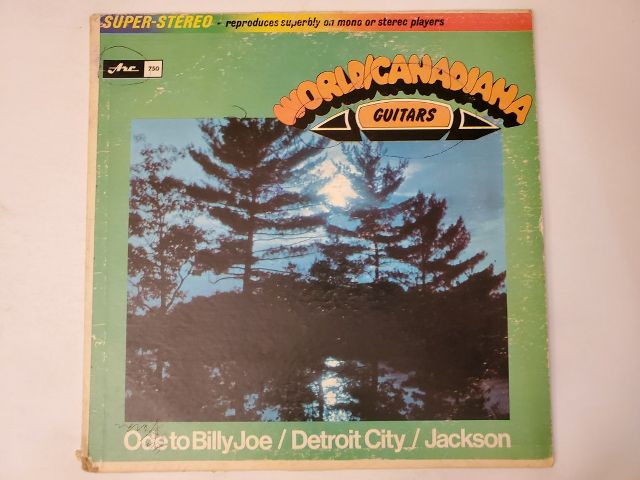 SUPER-STEREO - reproduces superbly on mono or stereo players
Arc 750
WORLD/CANADIANA
GUITARS
Ode to Billy Joe / Detroit City / Jackson